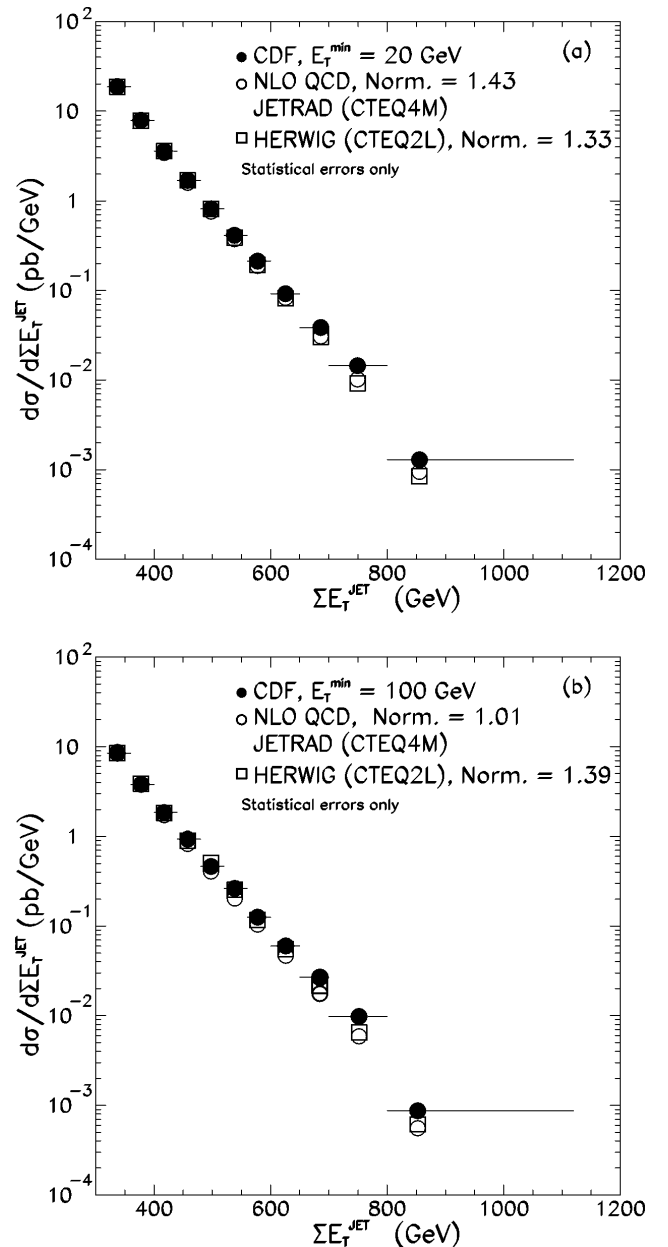 10²
10
1
10⁻¹
10⁻²
10⁻³
10⁻⁴
dσ/dΣE_T^JET (pb/GeV)
(a)
● CDF, E_T^min = 20 GeV
○ NLO QCD, Norm. = 1.43
JETRAD (CTEQ4M)
□ HERWIG (CTEQ2L), Norm. = 1.33
Statistical errors only
400 600 800 1000 1200
ΣE_T^JET (GeV)
10²
10
1
10⁻¹
10⁻²
10⁻³
10⁻⁴
dσ/dΣE_T^JET (pb/GeV)
(b)
● CDF, E_T^min = 100 GeV
○ NLO QCD, Norm. = 1.01
JETRAD (CTEQ4M)
□ HERWIG (CTEQ2L), Norm. = 1.39
Statistical errors only
400 600 800 1000 1200
ΣE_T^JET (GeV)